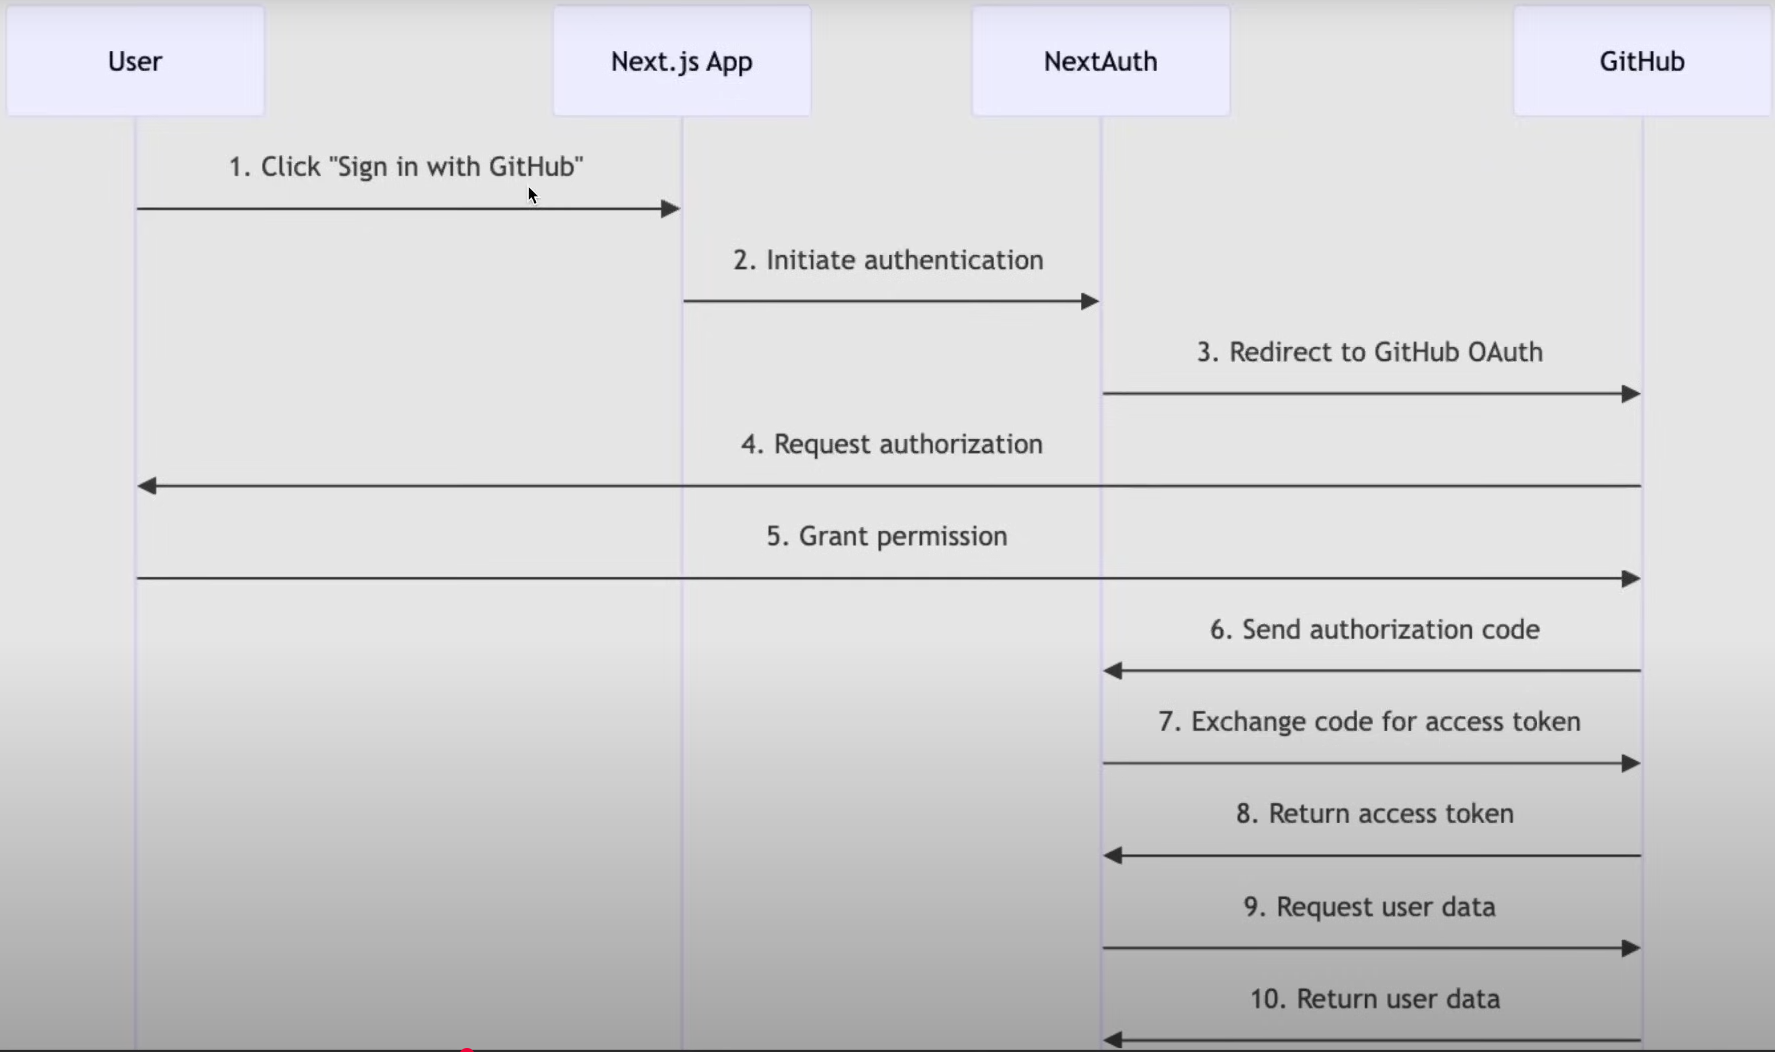 User
Next.js App
NextAuth
GitHub
1. Click "Sign in with GitHub"
2. Initiate authentication
3. Redirect to GitHub OAuth
4. Request authorization
5. Grant permission
6. Send authorization code
7. Exchange code for access token
8. Return access token
9. Request user data
10. Return user data